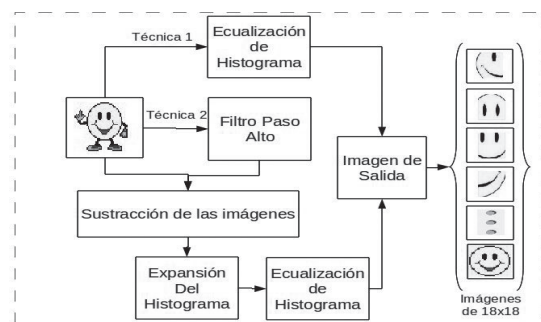 Técnica 1
Ecualización
de
Histograma
Técnica 2
Filtro Paso
Alto
Imagen de
Salida
Sustracción de las imágenes
Expansión
Del
Histograma
Ecualización
de
Histograma
Imágenes
de 18x18